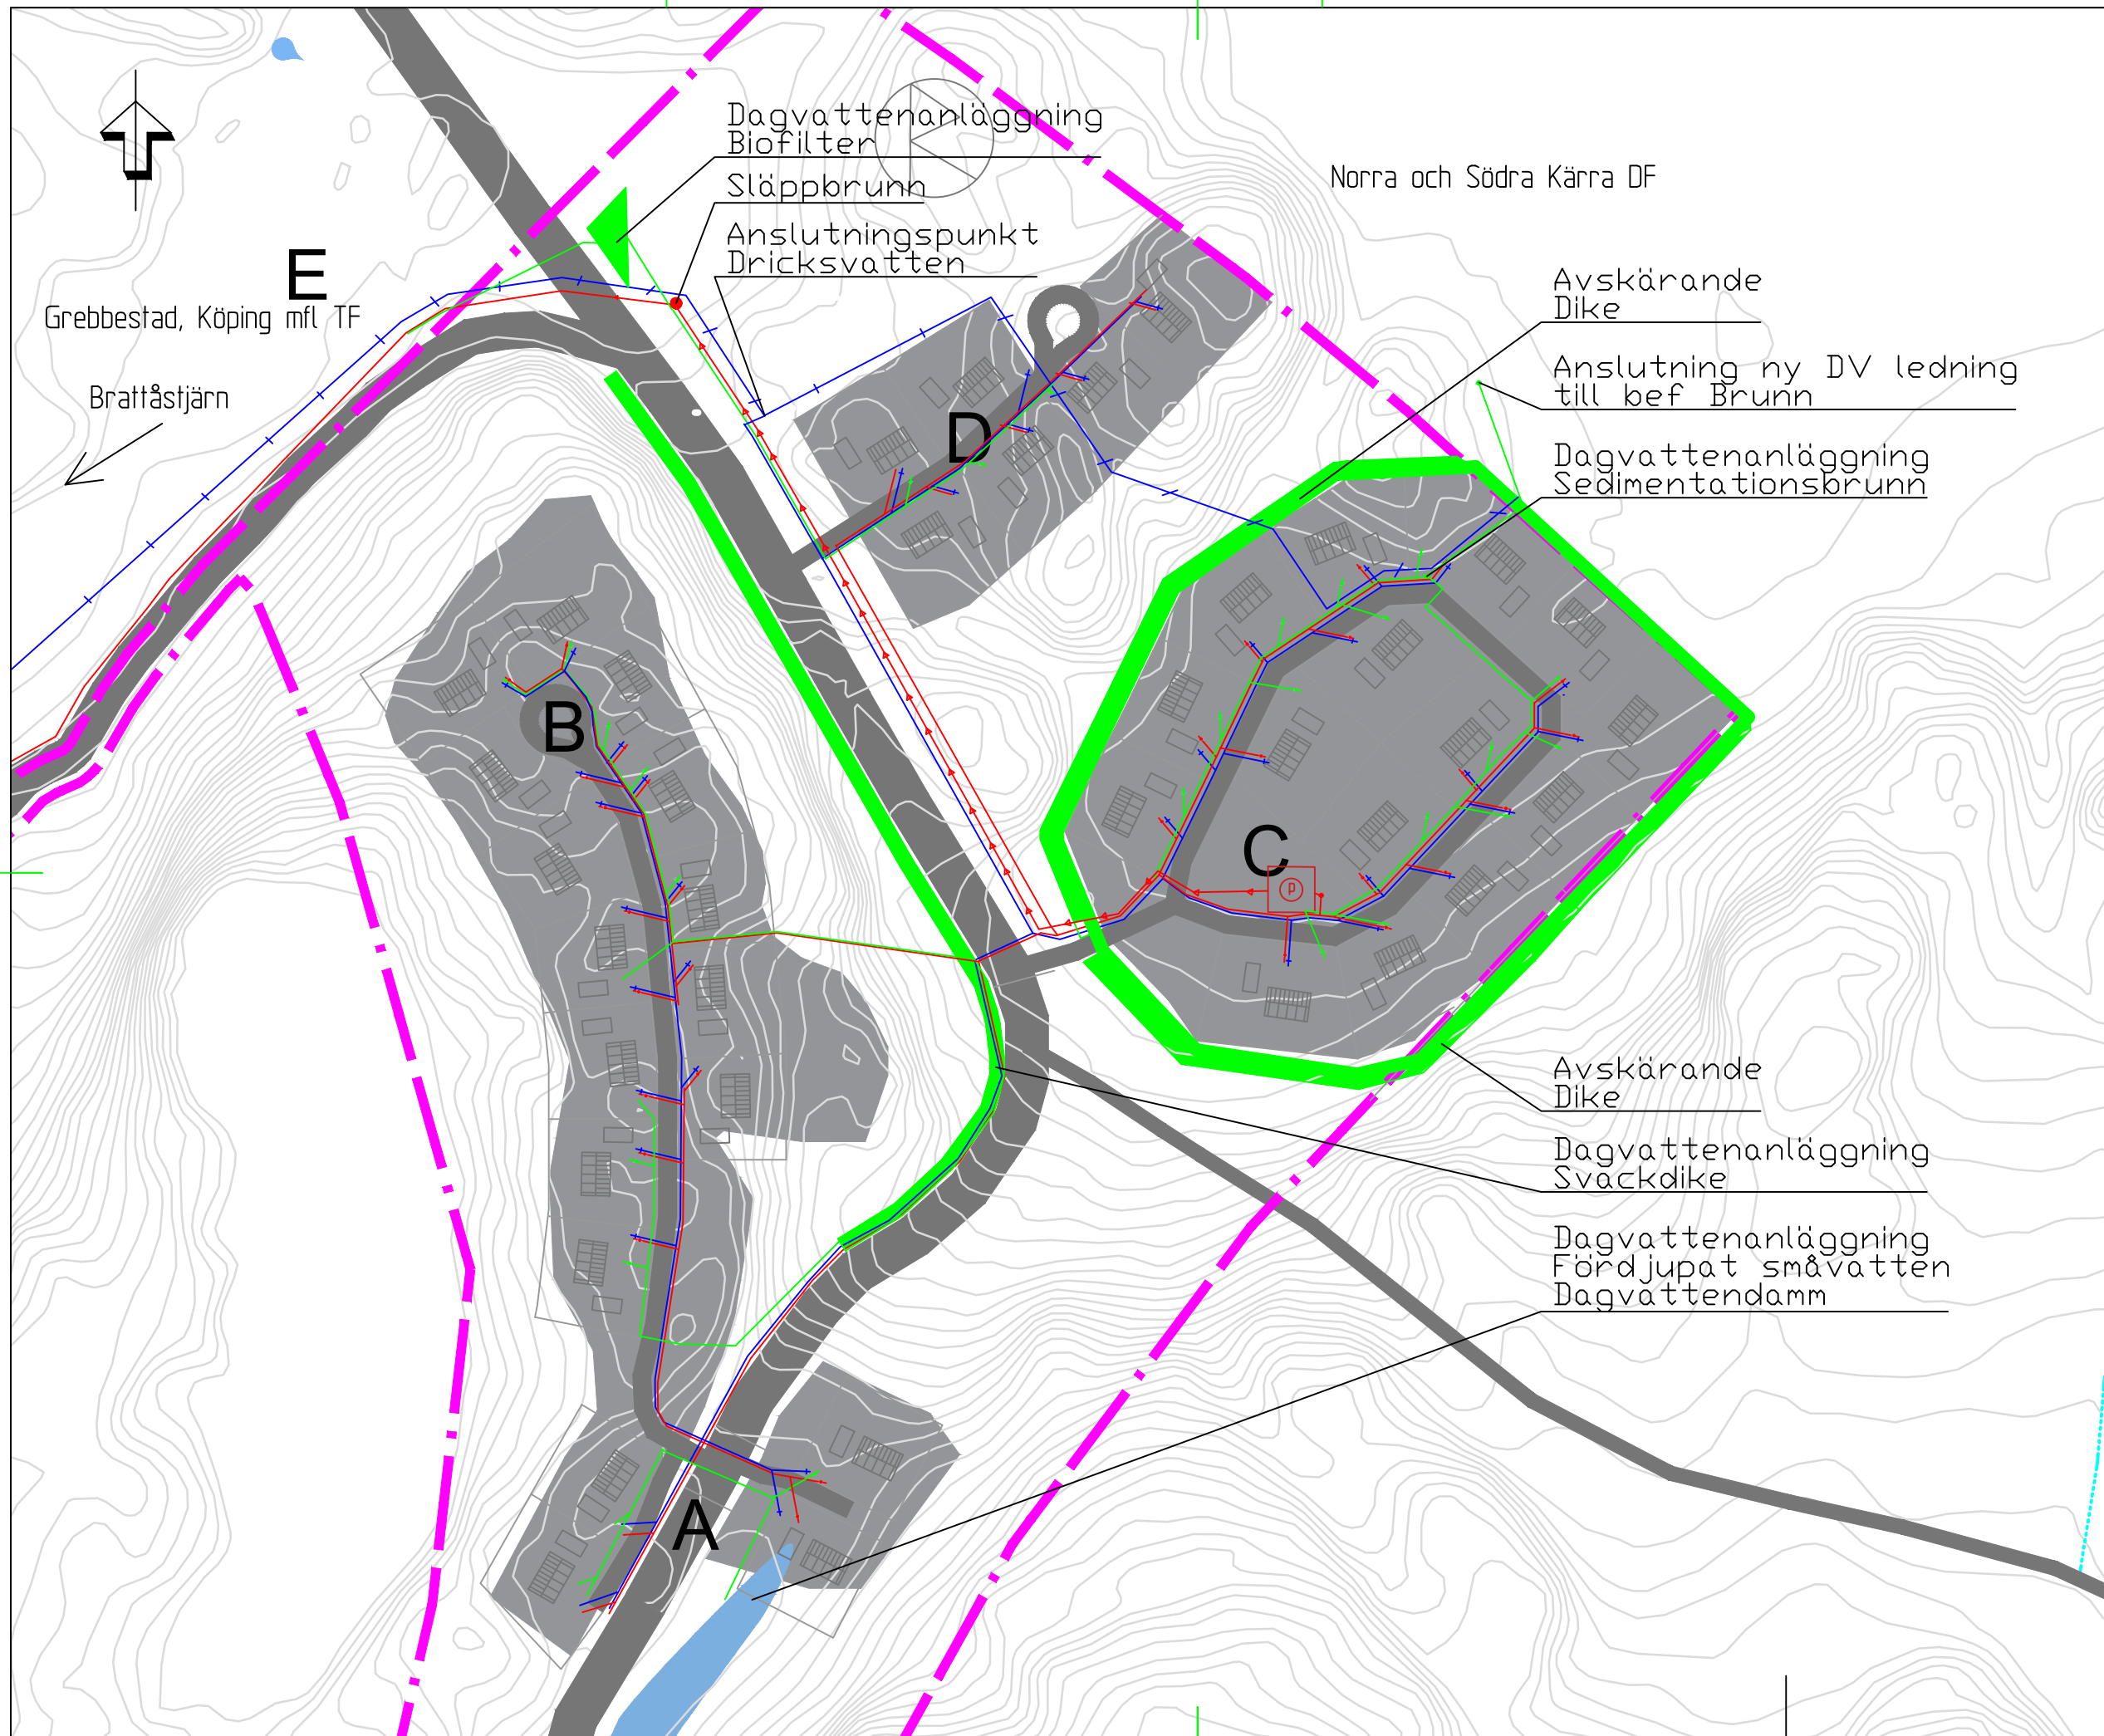 Dagvattenanläggning
Biofilter
Släppbrunn
Anslutningspunkt
Dricksvatten
Norra och Södra Kärra DF
E
Grebbestad, Köping mfl TF
Brattåstjärn
Avskärande
Dike
Anslutning ny DV ledning
till bef Brunn
Dagvattenanläggning
Sedimentationsbrunn
D
B
C
p
Avskärande
Dike
Dagvattenanläggning
Svackdike
Dagvattenanläggning
Fördjupat småvatten
Dagvattendamm
A